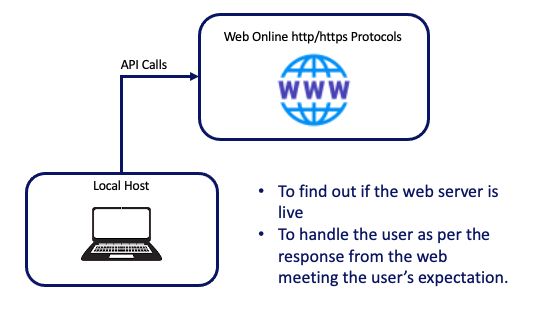 Web Online http/https Protocols
WWW
API Calls
Local Host
• To find out if the web server is
live
• To handle the user as per the
response from the web
meeting the user's expectation.